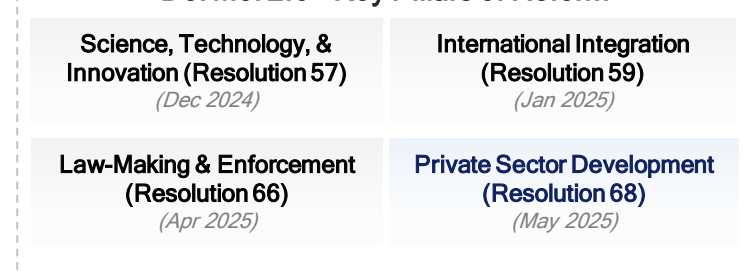 Science, Technology, &
Innovation (Resolution 57)
(Dec 2024)
International Integration
(Resolution 59)
(Jan 2025)
Law-Making & Enforcement
(Resolution 66)
(Apr 2025)
Private Sector Development
(Resolution 68)
(May 2025)